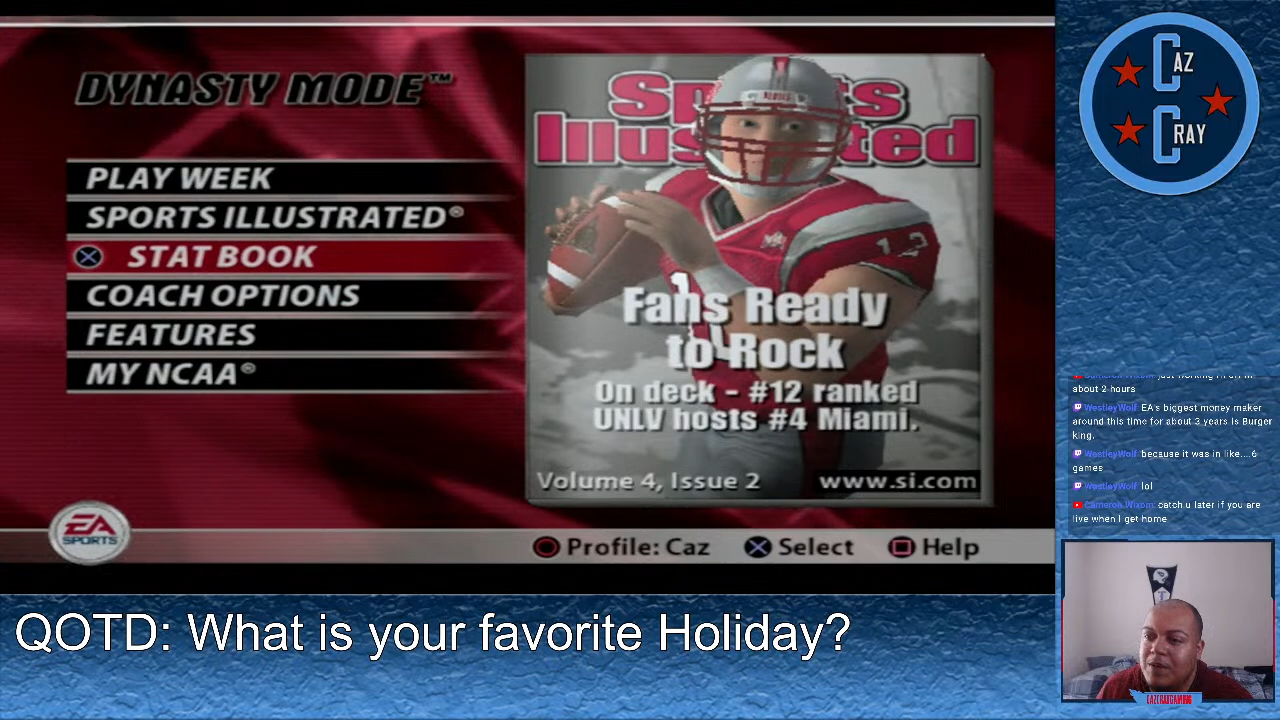 DYNASTY MODE™
PLAY WEEK
SPORTS ILLUSTRATED®
STAT BOOK
COACH OPTIONS
FEATURES
MY NCAA®
Sports
Illustrated
12
Fans Ready
to Rock
On deck - #12 ranked
UNLV hosts #4 Miami.
Volume 4, Issue 2
www.si.com
EA
SPORTS
Profile: Caz
Select
Help
CAZ
CRAY
about 2 hours
WestleyWolf: EA's biggest money maker
around this time for about 3 years is Burger
king.
WestleyWolf: because it was in like....6
games
WestleyWolf: lol
Cameron Wixom: catch u later if you are
live when I get home
CAZCRAYGAMING
QOTD: What is your favorite Holiday?